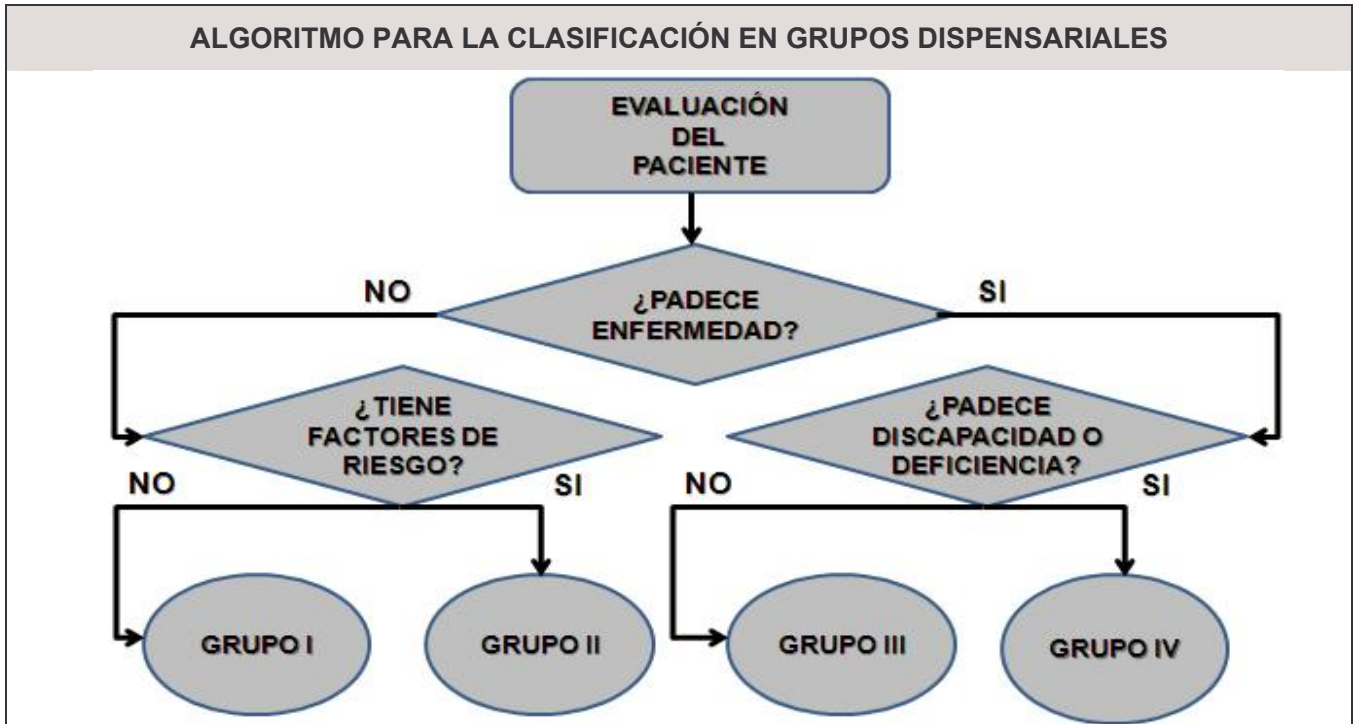 ALGORITMO PARA LA CLASIFICACIÓN EN GRUPOS DISPENSARIALES
EVALUACIÓN
DEL
PACIENTE
NO
SI
¿PADECE
ENFERMEDAD?
¿TIENE
FACTORES DE
RIESGO?
¿PADECE
DISCAPACIDAD O
DEFICIENCIA?
NO
SI
NO
SI
GRUPO I
GRUPO II
GRUPO III
GRUPO IV